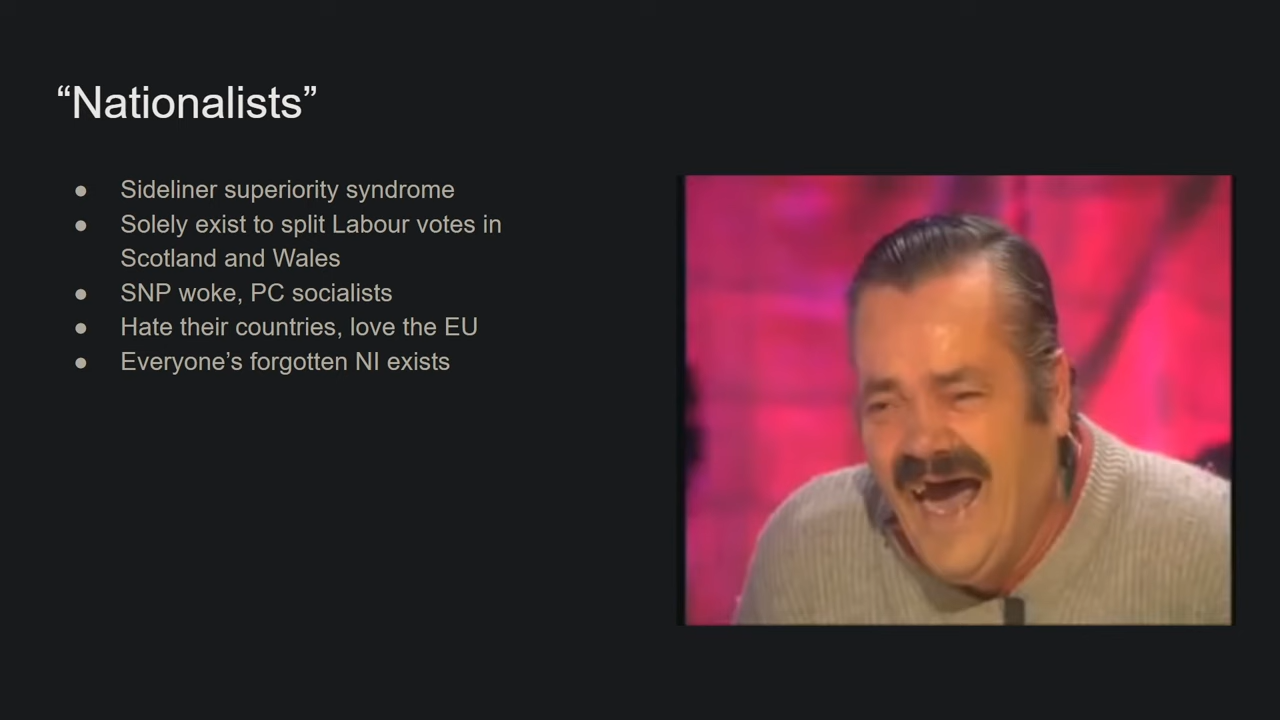 “Nationalists”
● Sideliner superiority syndrome
● Solely exist to split Labour votes in
Scotland and Wales
● SNP woke, PC socialists
● Hate their countries, love the EU
● Everyone’s forgotten NI exists